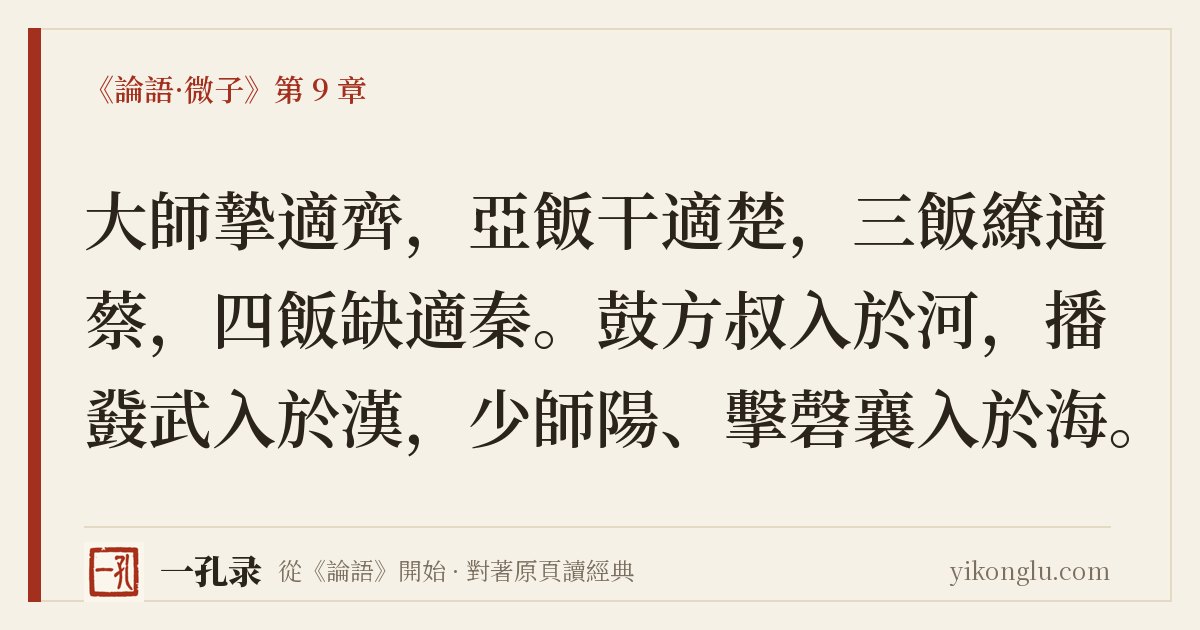 《論語·微子》第 9 章
大師摯適齊，亞飯干適楚，三飯繚適
蔡，四飯缺適秦。鼓方叔入於河，播
鼗武入於漢，少師陽、擊磬襄入於海。
一孔
一孔录 從《論語》開始 · 對著原頁讀經典
yikonglu.com